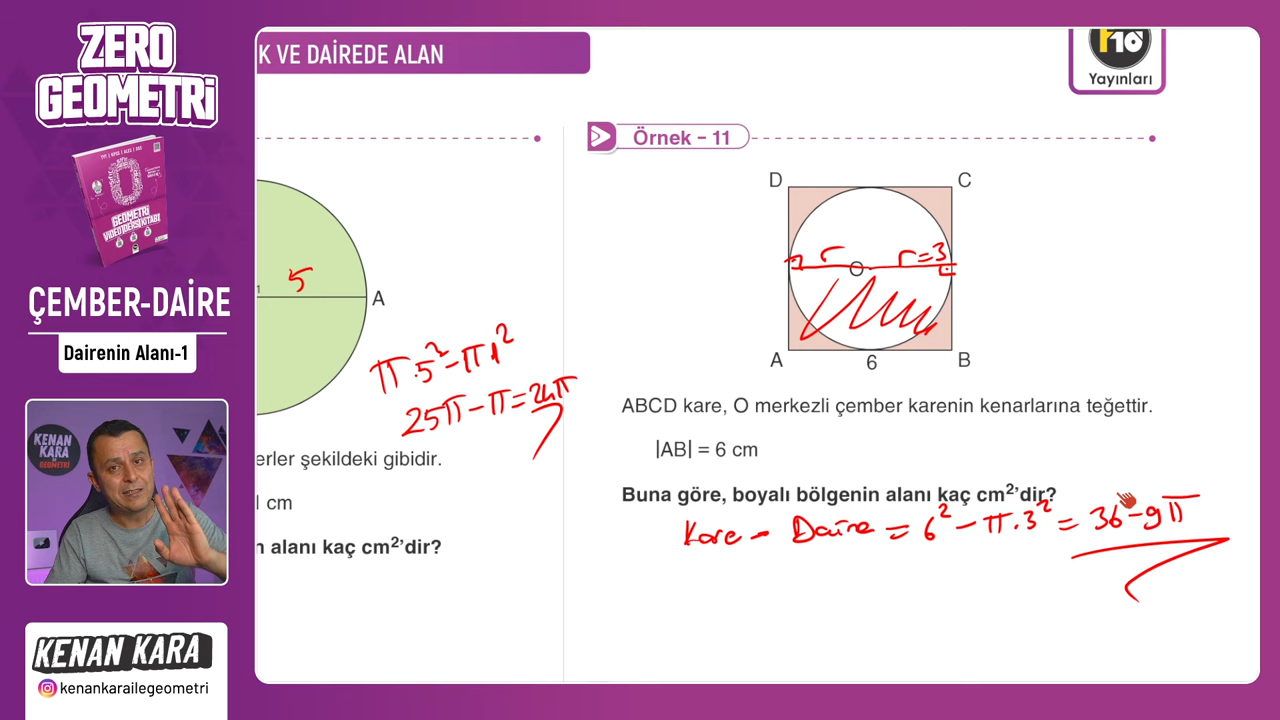 ZERO
GEOMETRİ
GEOMETRİ
VİDEO DERS KİTABI
ÇEMBER-DAİRE
Dairenin Alanı-1
KENAN
KARA
GEOMETRİ
KENAN KARA
kenankarailegeometri
K VE DAİREDE ALAN
5
A
π.5²-π1²
25π-π=24π
erler şekildeki gibidir.
cm
n alanı kaç cm²'dir?
Yayınları
Örnek - 11
D
C
r
r=3
O
A
6
B
ABCD kare, O merkezli çember karenin kenarlarına teğettir.
|AB| = 6 cm
Buna göre, boyalı bölgenin alanı kaç cm²'dir?
Kare - Daire = 6² - π.3² = 36-9π